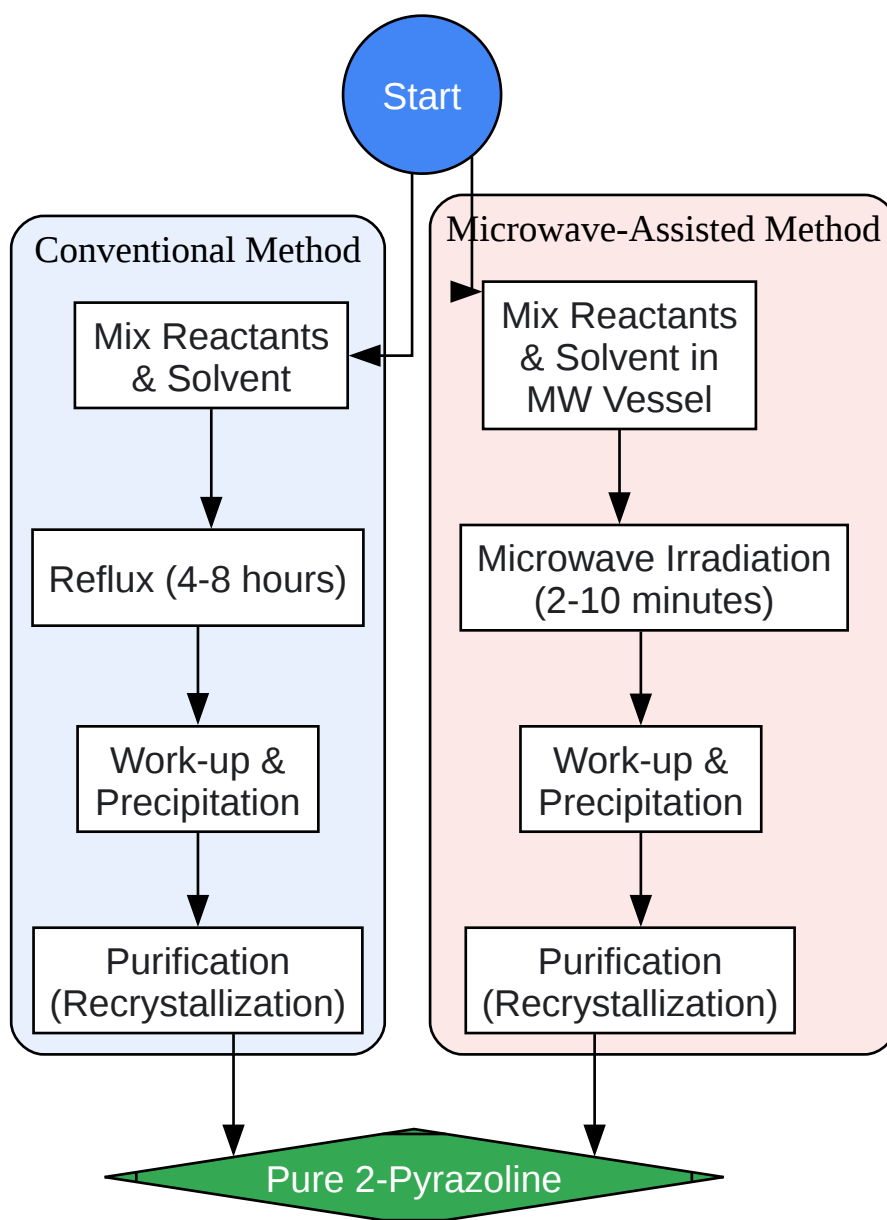 Start
Conventional Method
Mix Reactants
& Solvent
Reflux (4-8 hours)
Work-up &
Precipitation
Purification
(Recrystallization)
Microwave-Assisted Method
Mix Reactants
& Solvent in
MW Vessel
Microwave Irradiation
(2-10 minutes)
Work-up &
Precipitation
Purification
(Recrystallization)
Pure 2-Pyrazoline